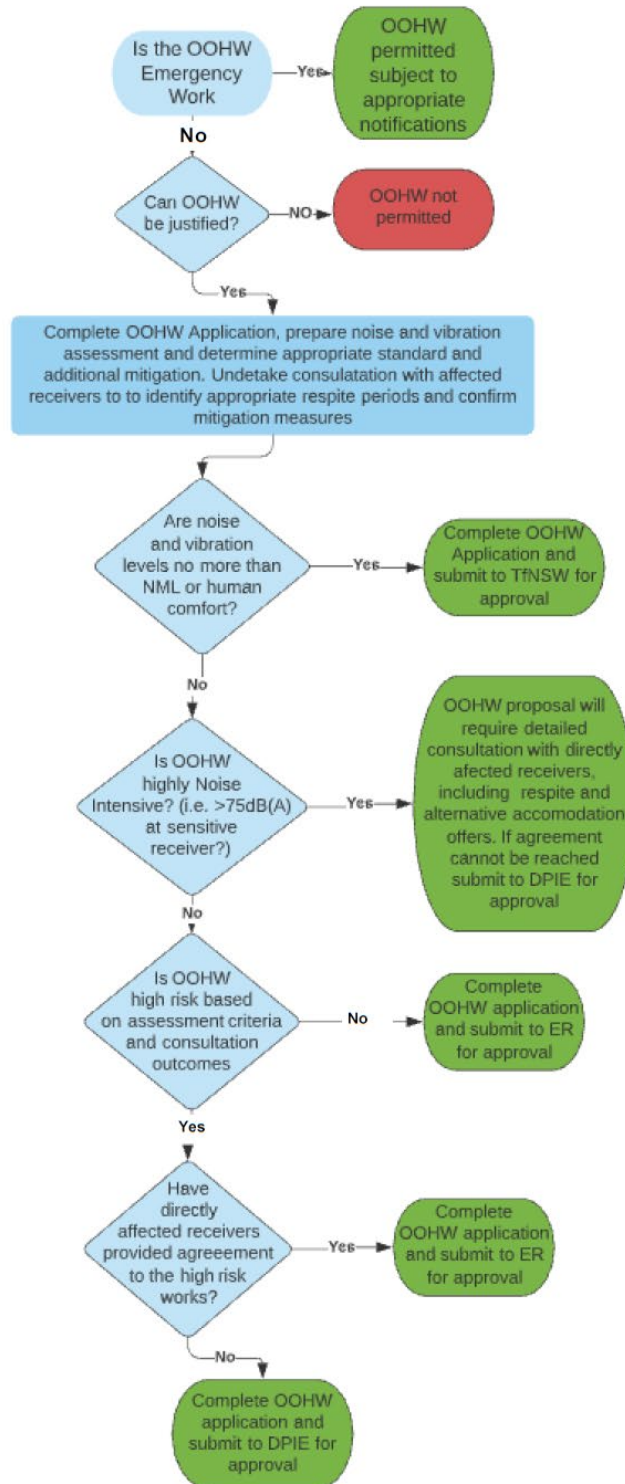 Is the OOHW
Emergency
Work
Yes
OOHW
permitted
subject to
appropriate
notifications
No
Can OOHW
be justified?
NO
OOHW not
permitted
Yes
Complete OOHW Application, prepare noise and vibration
assessment and determine appropriate standard and
additional mitigation. Undetake consulatation with affected
receivers to to identify appropriate respite periods and confirm
mitigation measures
Are noise
and vibration
levels no more than
NML or human
comfort?
Yes
Complete OOHW
Application and
submit to TfNSW for
approval
No
Is OOHW
highly Noise
Intensive? (i.e. >75dB(A)
at sensitive
receiver?)
Yes
OOHW proposal will
require detailed
consultation with directly
afected receivers,
including respite and
alternative accomodation
offers. If agreement
cannot be reached
submit to DPIE for
approval
No
Is OOHW
high risk based
on assessment criteria
and consultation
outcomes
No
Complete
OOHW application
and submit to ER
for approval
Yes
Have
directly
affected receivers
provided agreeement
to the high risk
works?
Yes
Complete
OOHW application
and submit to ER
for approval
No
Complete OOHW
application and
submit to DPIE for
approval